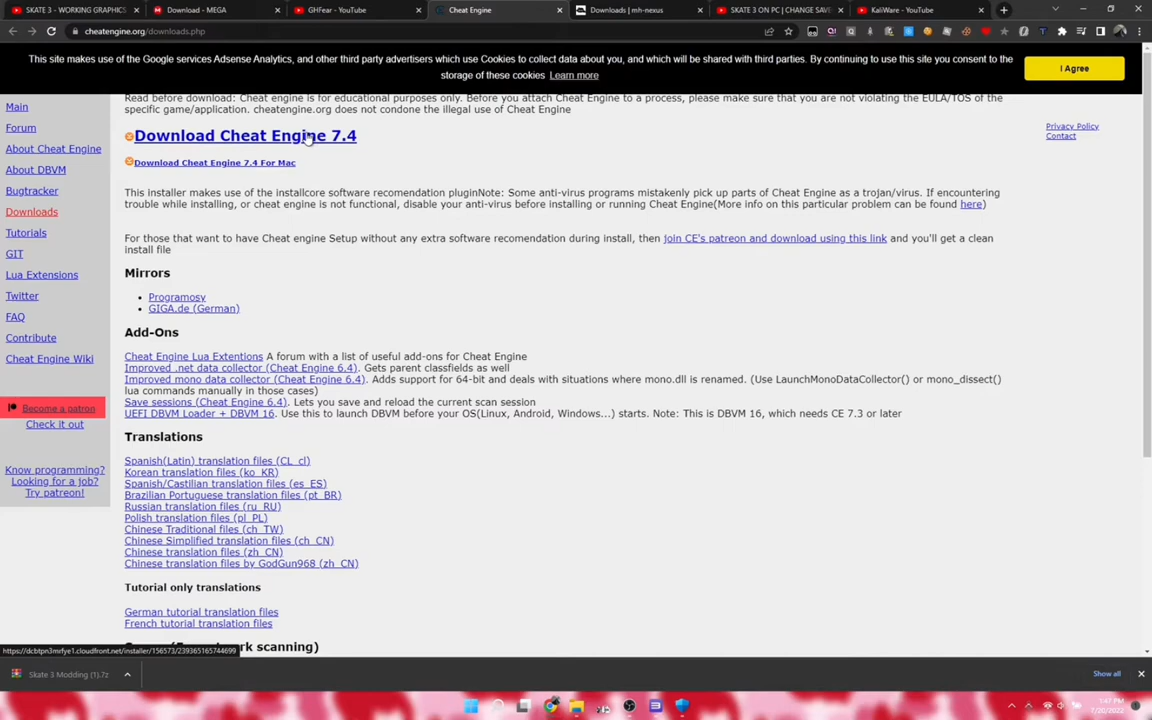 SKATE 3 - WORKING GRAPHICS
Download - MEGA
GHFear - YouTube
Cheat Engine
Downloads | mh-nexus
SKATE 3 ON PC | CHANGE SAVE
KaliWare - YouTube
cheatengine.org/downloads.php
This site makes use of the Google services Adsense Analytics, and other third party advertisers which use Cookies to collect data about you, and which will be shared with third parties. By continuing to use this site you consent to the
storage of these cookies Learn more
I Agree
Read before download: Cheat engine is for educational purposes only. Before you attach Cheat Engine to a process, please make sure that you are not violating the EULA/TOS of the
specific game/application. cheatengine.org does not condone the illegal use of Cheat Engine
Main
Forum
About Cheat Engine
About DBVM
Bugtracker
Downloads
Tutorials
GIT
Lua Extensions
Twitter
FAQ
Contribute
Cheat Engine Wiki
Become a patron
Check it out
Know programming?
Looking for a job?
Try patreon!
Download Cheat Engine 7.4
Download Cheat Engine 7.4 For Mac
Privacy Policy
Contact
This installer makes use of the installcore software recomendation pluginNote: Some anti-virus programs mistakenly pick up parts of Cheat Engine as a trojan/virus. If encountering
trouble while installing, or cheat engine is not functional, disable your anti-virus before installing or running Cheat Engine(More info on this particular problem can be found here)
For those that want to have Cheat engine Setup without any extra software recomendation during install, then join CE's patreon and download using this link and you'll get a clean
install file
Mirrors
Programosy
GIGA.de (German)
Add-Ons
Cheat Engine Lua Extentions A forum with a list of useful add-ons for Cheat Engine
Improved .net data collector (Cheat Engine 6.4). Gets parent classfields as well
Improved mono data collector (Cheat Engine 6.4). Adds support for 64-bit and deals with situations where mono.dll is renamed. (Use LaunchMonoDataCollector() or mono_dissect()
lua commands manually in those cases)
Save sessions (Cheat Engine 6.4). Lets you save and reload the current scan session
UEFI DBVM Loader + DBVM 16. Use this to launch DBVM before your OS(Linux, Android, Windows...) starts. Note: This is DBVM 16, which needs CE 7.3 or later
Translations
Spanish(Latin) translation files (CL_cl)
Korean translation files (ko_KR)
Spanish/Castilian translation files (es_ES)
Brazilian Portuguese translation files (pt_BR)
Russian translation files (ru_RU)
Polish translation files (pl_PL)
Chinese Traditional files (ch_TW)
Chinese Simplified translation files (ch_CN)
Chinese translation files (zh_CN)
Chinese translation files by GodGun968 (zh_CN)
Tutorial only translations
German tutorial translation files
French tutorial translation files
k scanning)
https://dcbtpn3mrfye1.cloudfront.net/installer/156573/239365165744699
Skate 3 Modding (1).7z
Show all
1:47 PM
7/20/2022